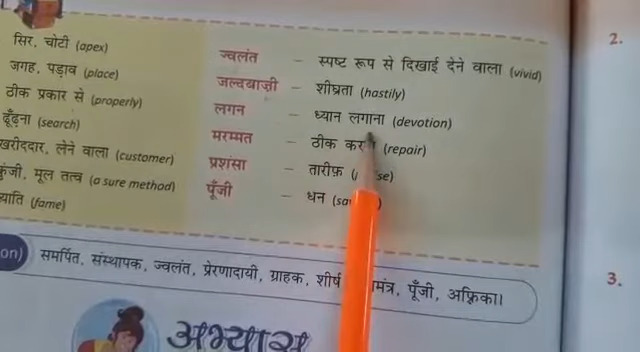 सिर, चोटी (apex)
जगह, पड़ाव (place)
ठीक प्रकार से (properly)
ढूँढ़ना (search)
खरीददार, लेने वाला (customer)
कुंजी, मूल तत्व (a sure method)
(fame)
ज्वलंत – स्पष्ट रूप से दिखाई देने वाला (vivid)
जल्दबाज़ी – शीघ्रता (hastily)
लगन – ध्यान लगाना (devotion)
मरम्मत – ठीक (repair)
प्रशंसा – तारीफ़
पूँजी – धन
समर्पित, संस्थापक, ज्वलंत, प्रेरणादायी, ग्राहक, शीर्ष पूँजी, अफ़्रिका।
अभ्यास
2.
3.